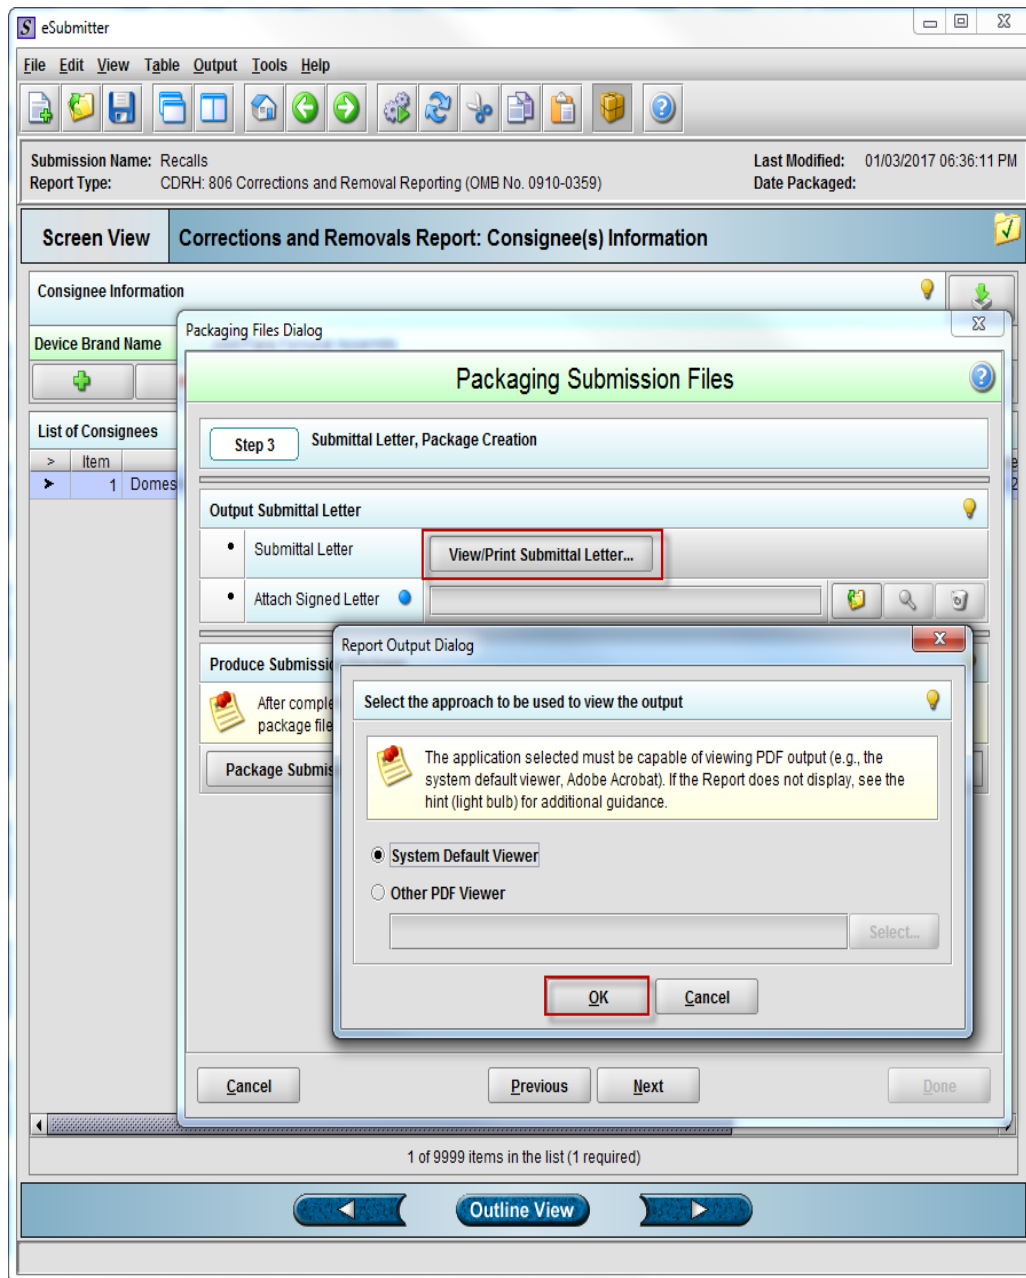 eSubmitter
File Edit View Table Output Tools Help
Submission Name: Recalls
Last Modified: 01/03/2017 06:36:11 PM
Report Type: CDRH: 806 Corrections and Removal Reporting (OMB No. 0910-0359)
Date Packaged:
Screen View
Corrections and Removals Report: Consignee(s) Information
Consignee Information
Packaging Files Dialog
Device Brand Name
Packaging Submission Files
List of Consignees
Step 3
Submittal Letter, Package Creation
> Item
> 1 Domes
Output Submittal Letter
• Submittal Letter
View/Print Submittal Letter...
• Attach Signed Letter
Report Output Dialog
Produce Submissi
After comple
package file
Package Submis
Select the approach to be used to view the output
The application selected must be capable of viewing PDF output (e.g., the
system default viewer, Adobe Acrobat). If the Report does not display, see the
hint (light bulb) for additional guidance.
System Default Viewer
Other PDF Viewer
Select...
OK Cancel
Cancel Previous Next Done
1 of 9999 items in the list (1 required)
Outline View